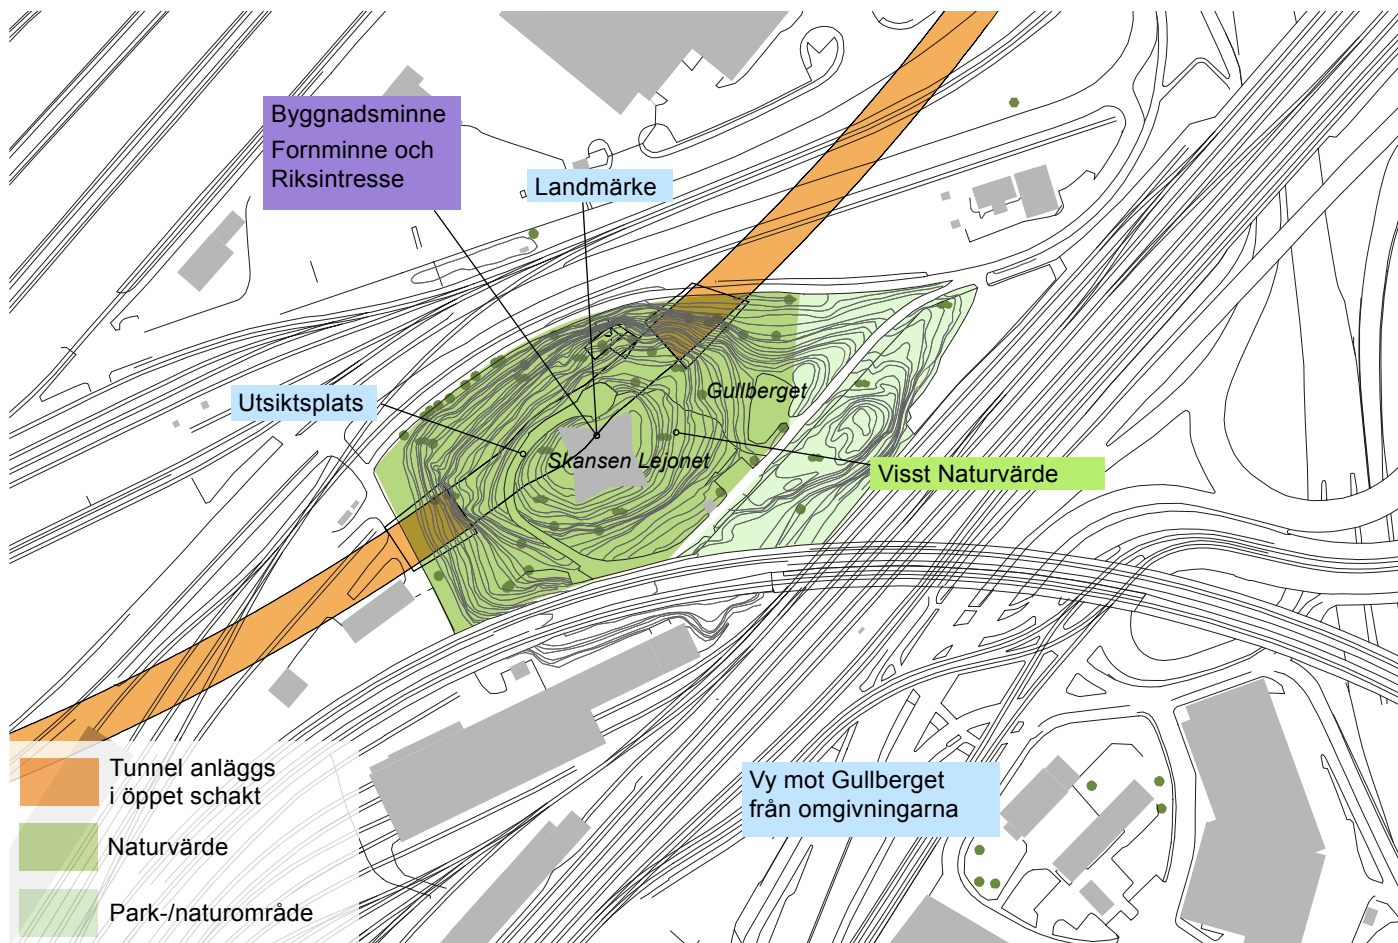 Byggnadsminne
Fornminne och
Riksintresse
Landmärke
Utsiktsplats
Gullberget
Skansen Lejonet
Visst Naturvärde
Vy mot Gullberget
från omgivningarna
Tunnel anläggs
i öppet schakt
Naturvärde
Park-/naturområde